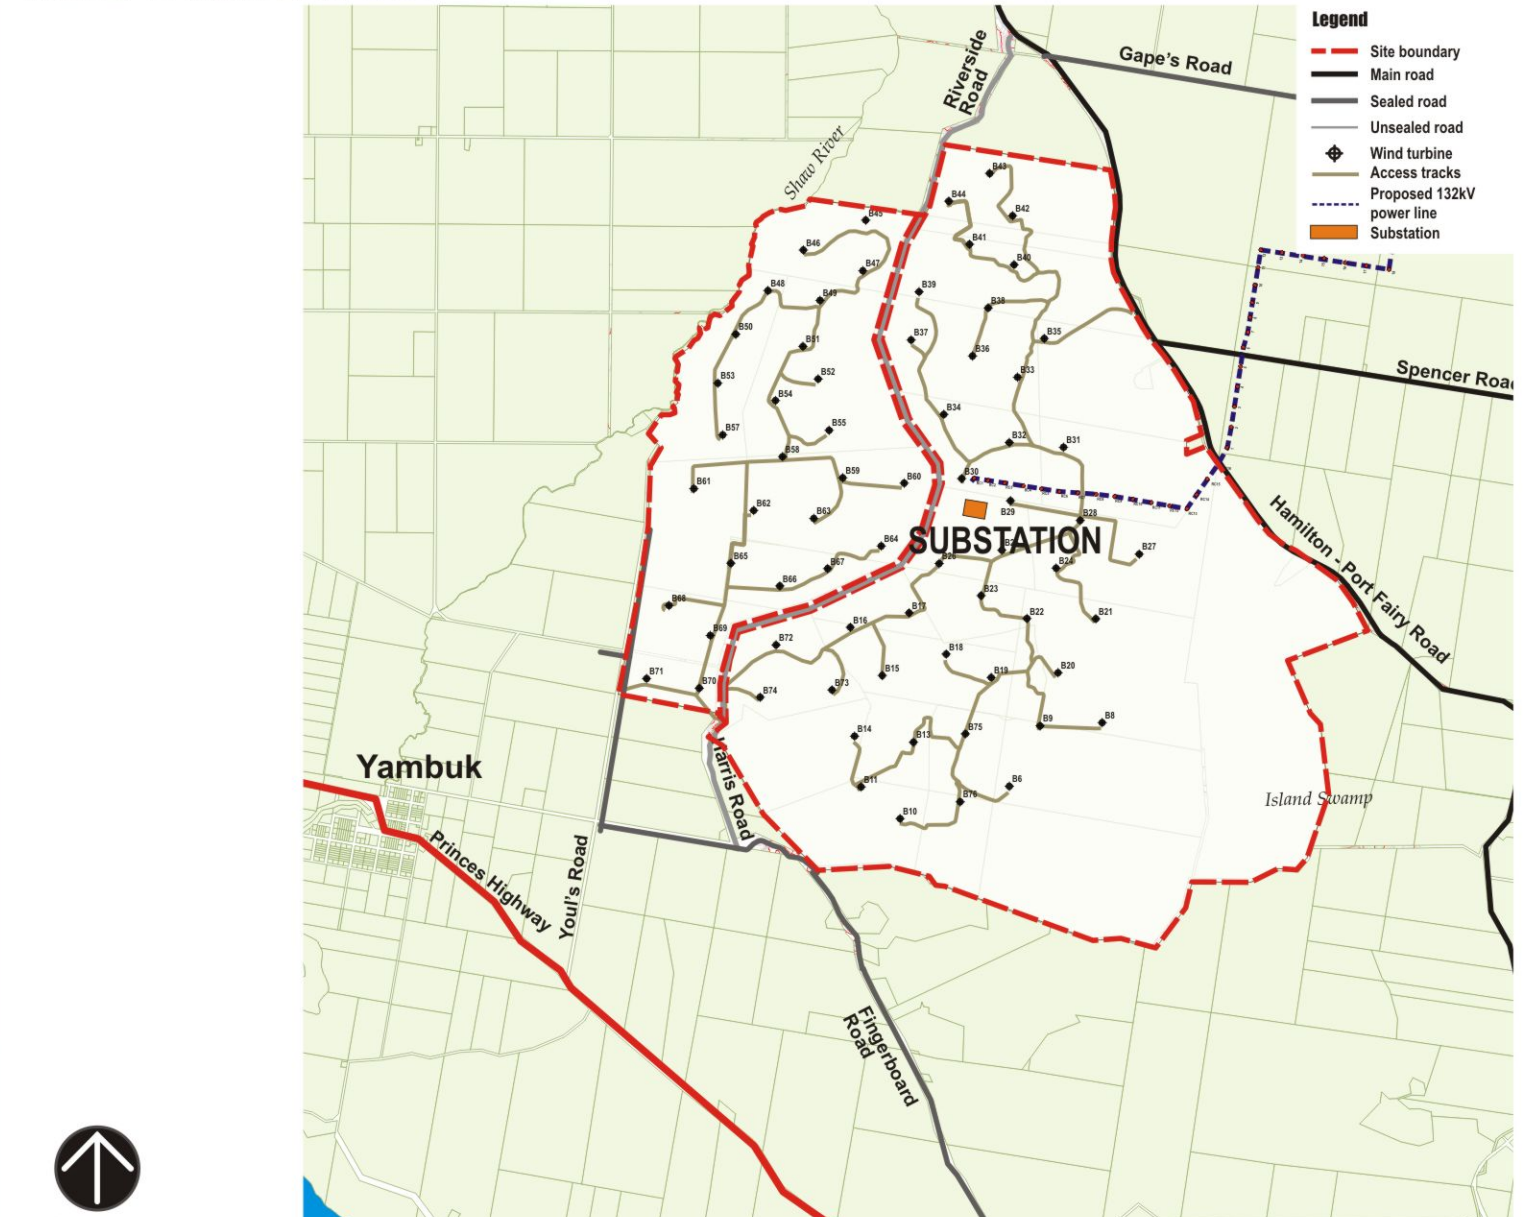 Legend
Site boundary
Main road
Sealed road
Unsealed road
Wind turbine
Access tracks
Proposed 132kV
power line
Substation
Gape's Road
Riverside
Road
Shaw River
B43
B44
B42
B45
B46
B41
B40
B47
B48
B49
B39
B38
B50
B37
B35
B51
B36
B53
B52
B33
Spencer Road
B54
B34
B57
B55
B32
B31
B58
B61
B59
B60
B30
B62
B63
B29
B28
SUBSTATION
Hamilton - Port Fairy Road
B64
B27
B65
B67
B26
B24
B66
B68
B23
B17
B22
B21
B69
B16
B72
B18
B71
B70
B15
B19
B20
B74
B73
B14
B13
B75
B9
B8
Harris Road
Yambuk
B11
B76
B6
Island Swamp
B10
Princes Highway
Youl's Road
Fingerboard
Road